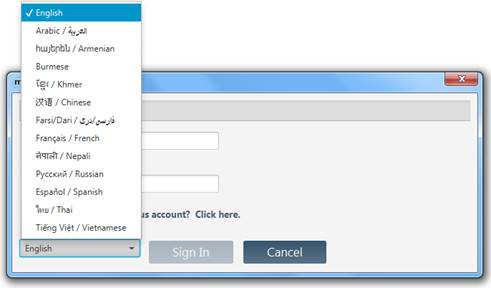 ✓ English
Arabic / العربية
հայերեն / Armenian
Burmese
ខ្មែរ / Khmer
汉语 / Chinese
Farsi/Dari / فارسی/دری
Français / French
नेपाली / Nepali
Русский / Russian
Español / Spanish
ไทย / Thai
Tiếng Việt / Vietnamese
account? Click here.
English
Sign In
Cancel